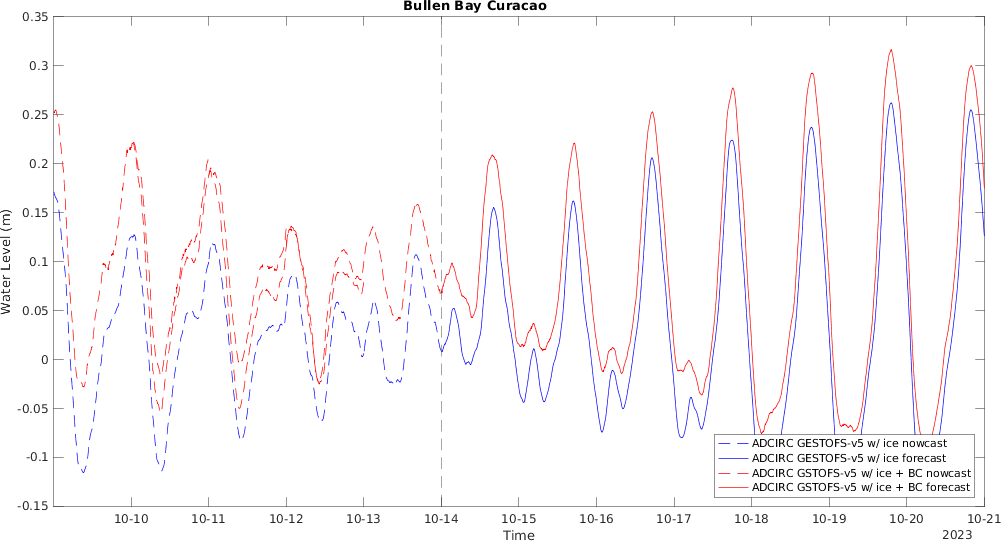 Bullen Bay Curacao
0.35
0.3
0.25
0.2
0.15
0.1
0.05
0
-0.05
-0.1
-0.15
Water Level (m)
ADCIRC GESTOFS-v5 w/ ice nowcast
ADCIRC GESTOFS-v5 w/ ice forecast
ADCIRC GSTOFS-v5 w/ ice + BC nowcast
ADCIRC GSTOFS-v5 w/ ice + BC forecast
10-10 10-11 10-12 10-13 10-14 10-15 10-16 10-17 10-18 10-19 10-20 10-21
Time
2023